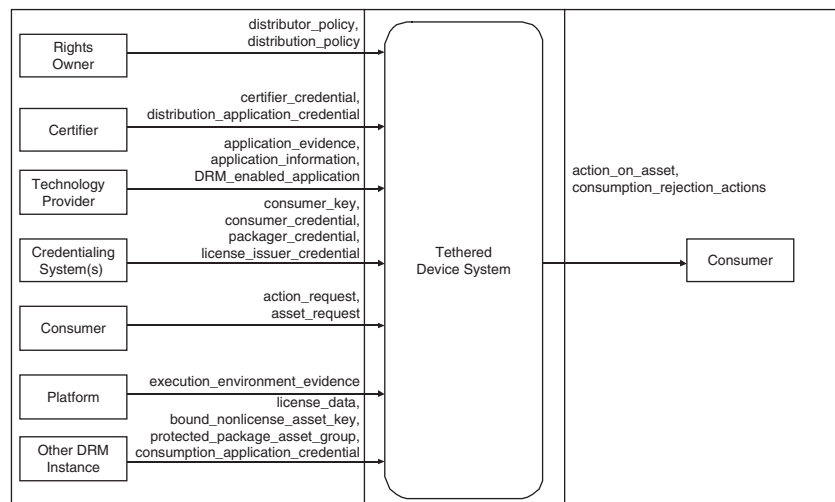 distributor_policy,
distribution_policy
Rights
Owner
certifier_credential,
distribution_application_credential
Certifier
application_evidence,
application_information,
DRM_enabled_application
Technology
Provider
consumer_key,
consumer_credential,
packager_credential,
license_issuer_credential
Credentialing
System(s)
action_request,
asset_request
Consumer
execution_environment_evidence
Platform
license_data,
bound_nonlicense_asset_key,
protected_package_asset_group,
consumption_application_credential
Other DRM
Instance
Tethered
Device System
action_on_asset,
consumption_rejection_actions
Consumer